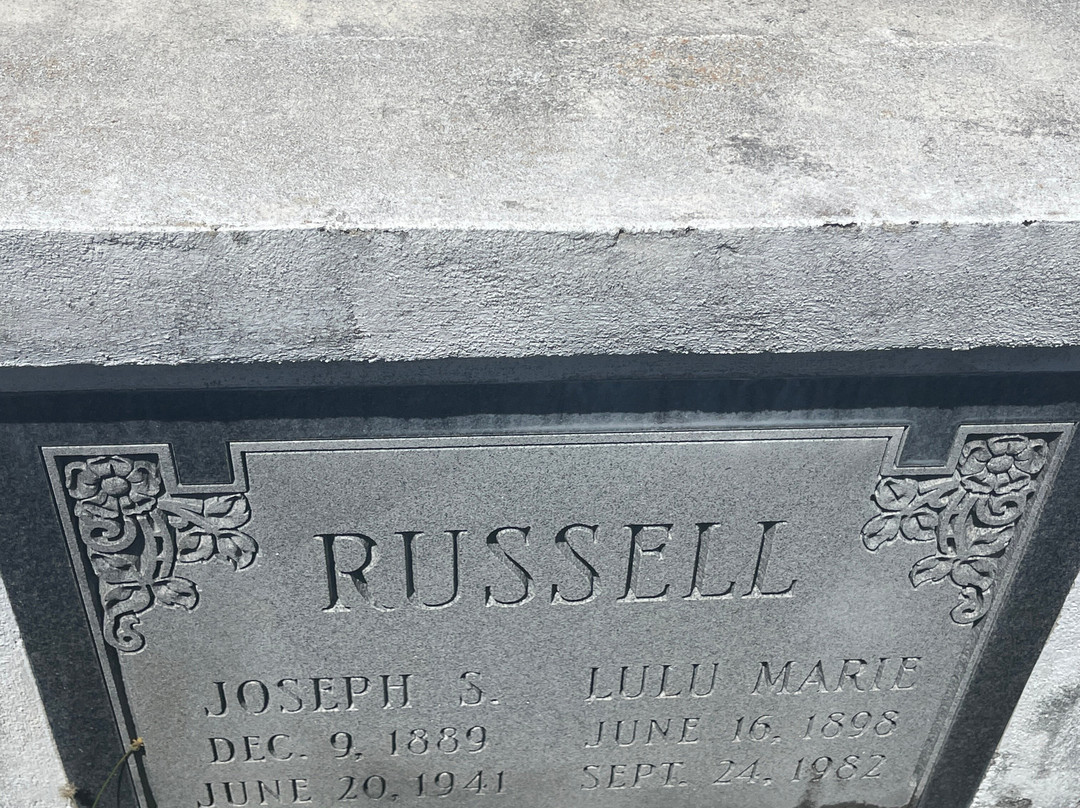 RUSSELL
JOSEPH S.
DEC. 9, 1889
JUNE 20, 1941
LULU MARIE
JUNE 16, 1898
SEPT. 24, 1982